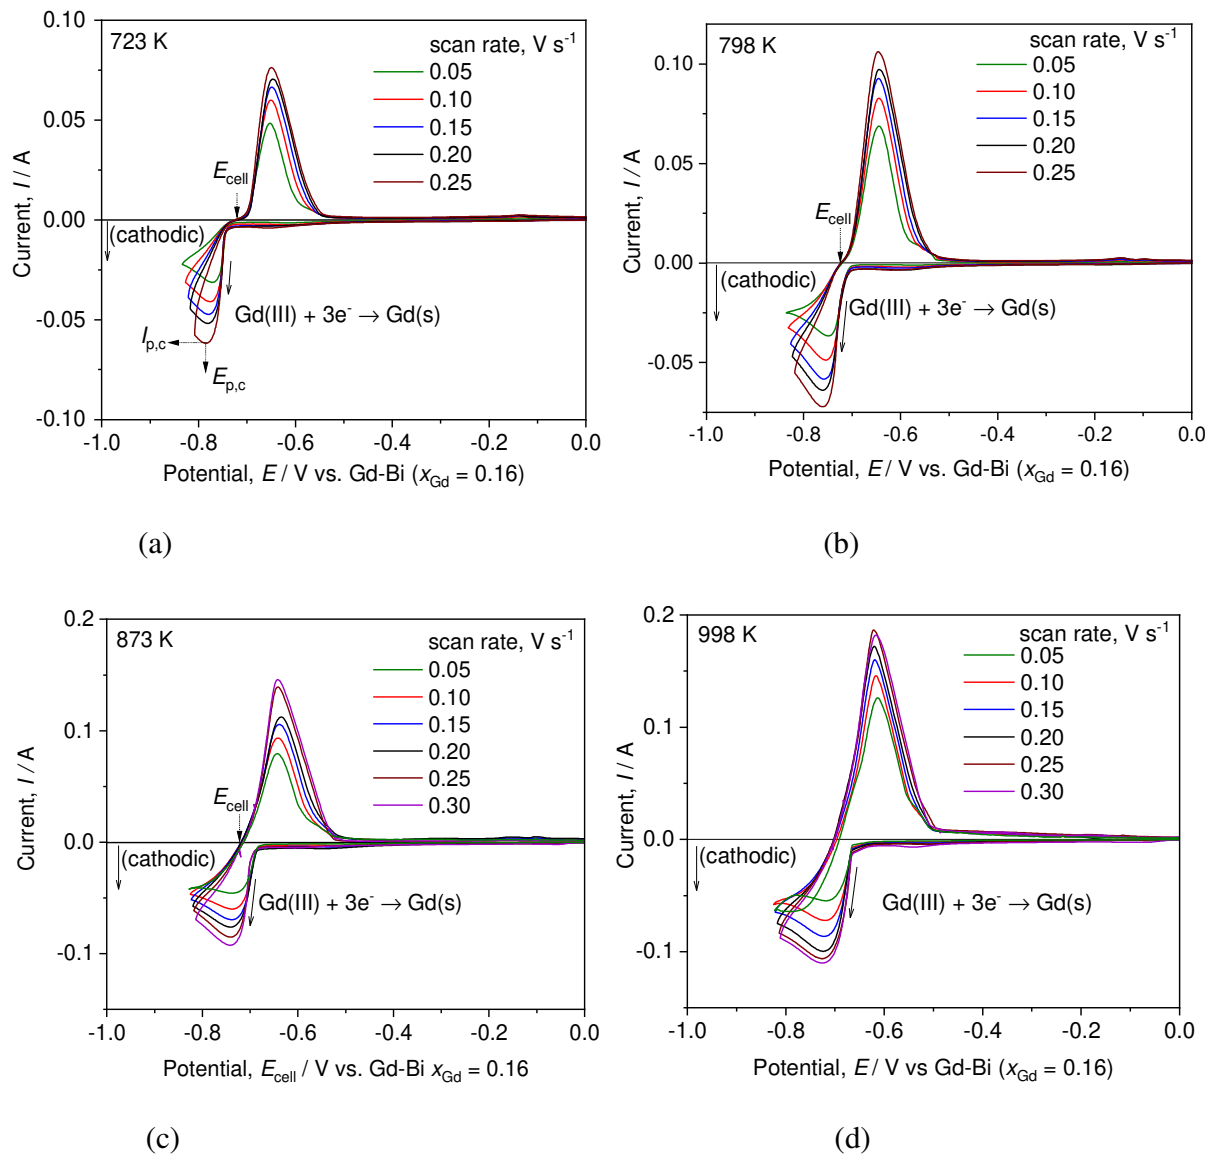 723 K
scan rate, V s⁻¹
0.05
0.10
0.15
0.20
0.25
E_cell
(cathodic)
Gd(III) + 3e⁻ → Gd(s)
I_p,c
E_p,c
0.10
0.05
0.00
-0.05
-0.10
-1.0 -0.8 -0.6 -0.4 -0.2 0.0
Current, I / A
Potential, E / V vs. Gd-Bi (x_Gd = 0.16)
(a)
798 K
scan rate, V s⁻¹
0.05
0.10
0.15
0.20
0.25
E_cell
(cathodic)
Gd(III) + 3e⁻ → Gd(s)
0.10
0.05
0.00
-0.05
-1.0 -0.8 -0.6 -0.4 -0.2 0.0
Current, I / A
Potential, E / V vs. Gd-Bi (x_Gd = 0.16)
(b)
873 K
scan rate, V s⁻¹
0.05
0.10
0.15
0.20
0.25
0.30
E_cell
(cathodic)
Gd(III) + 3e⁻ → Gd(s)
0.2
0.1
0.0
-0.1
-1.0 -0.8 -0.6 -0.4 -0.2 0.0
Current, I / A
Potential, E_cell / V vs. Gd-Bi x_Gd = 0.16
(c)
998 K
scan rate, V s⁻¹
0.05
0.10
0.15
0.20
0.25
0.30
(cathodic)
Gd(III) + 3e⁻ → Gd(s)
0.2
0.1
0.0
-0.1
-1.0 -0.8 -0.6 -0.4 -0.2 0.0
Current, I / A
Potential, E / V vs Gd-Bi (x_Gd = 0.16)
(d)